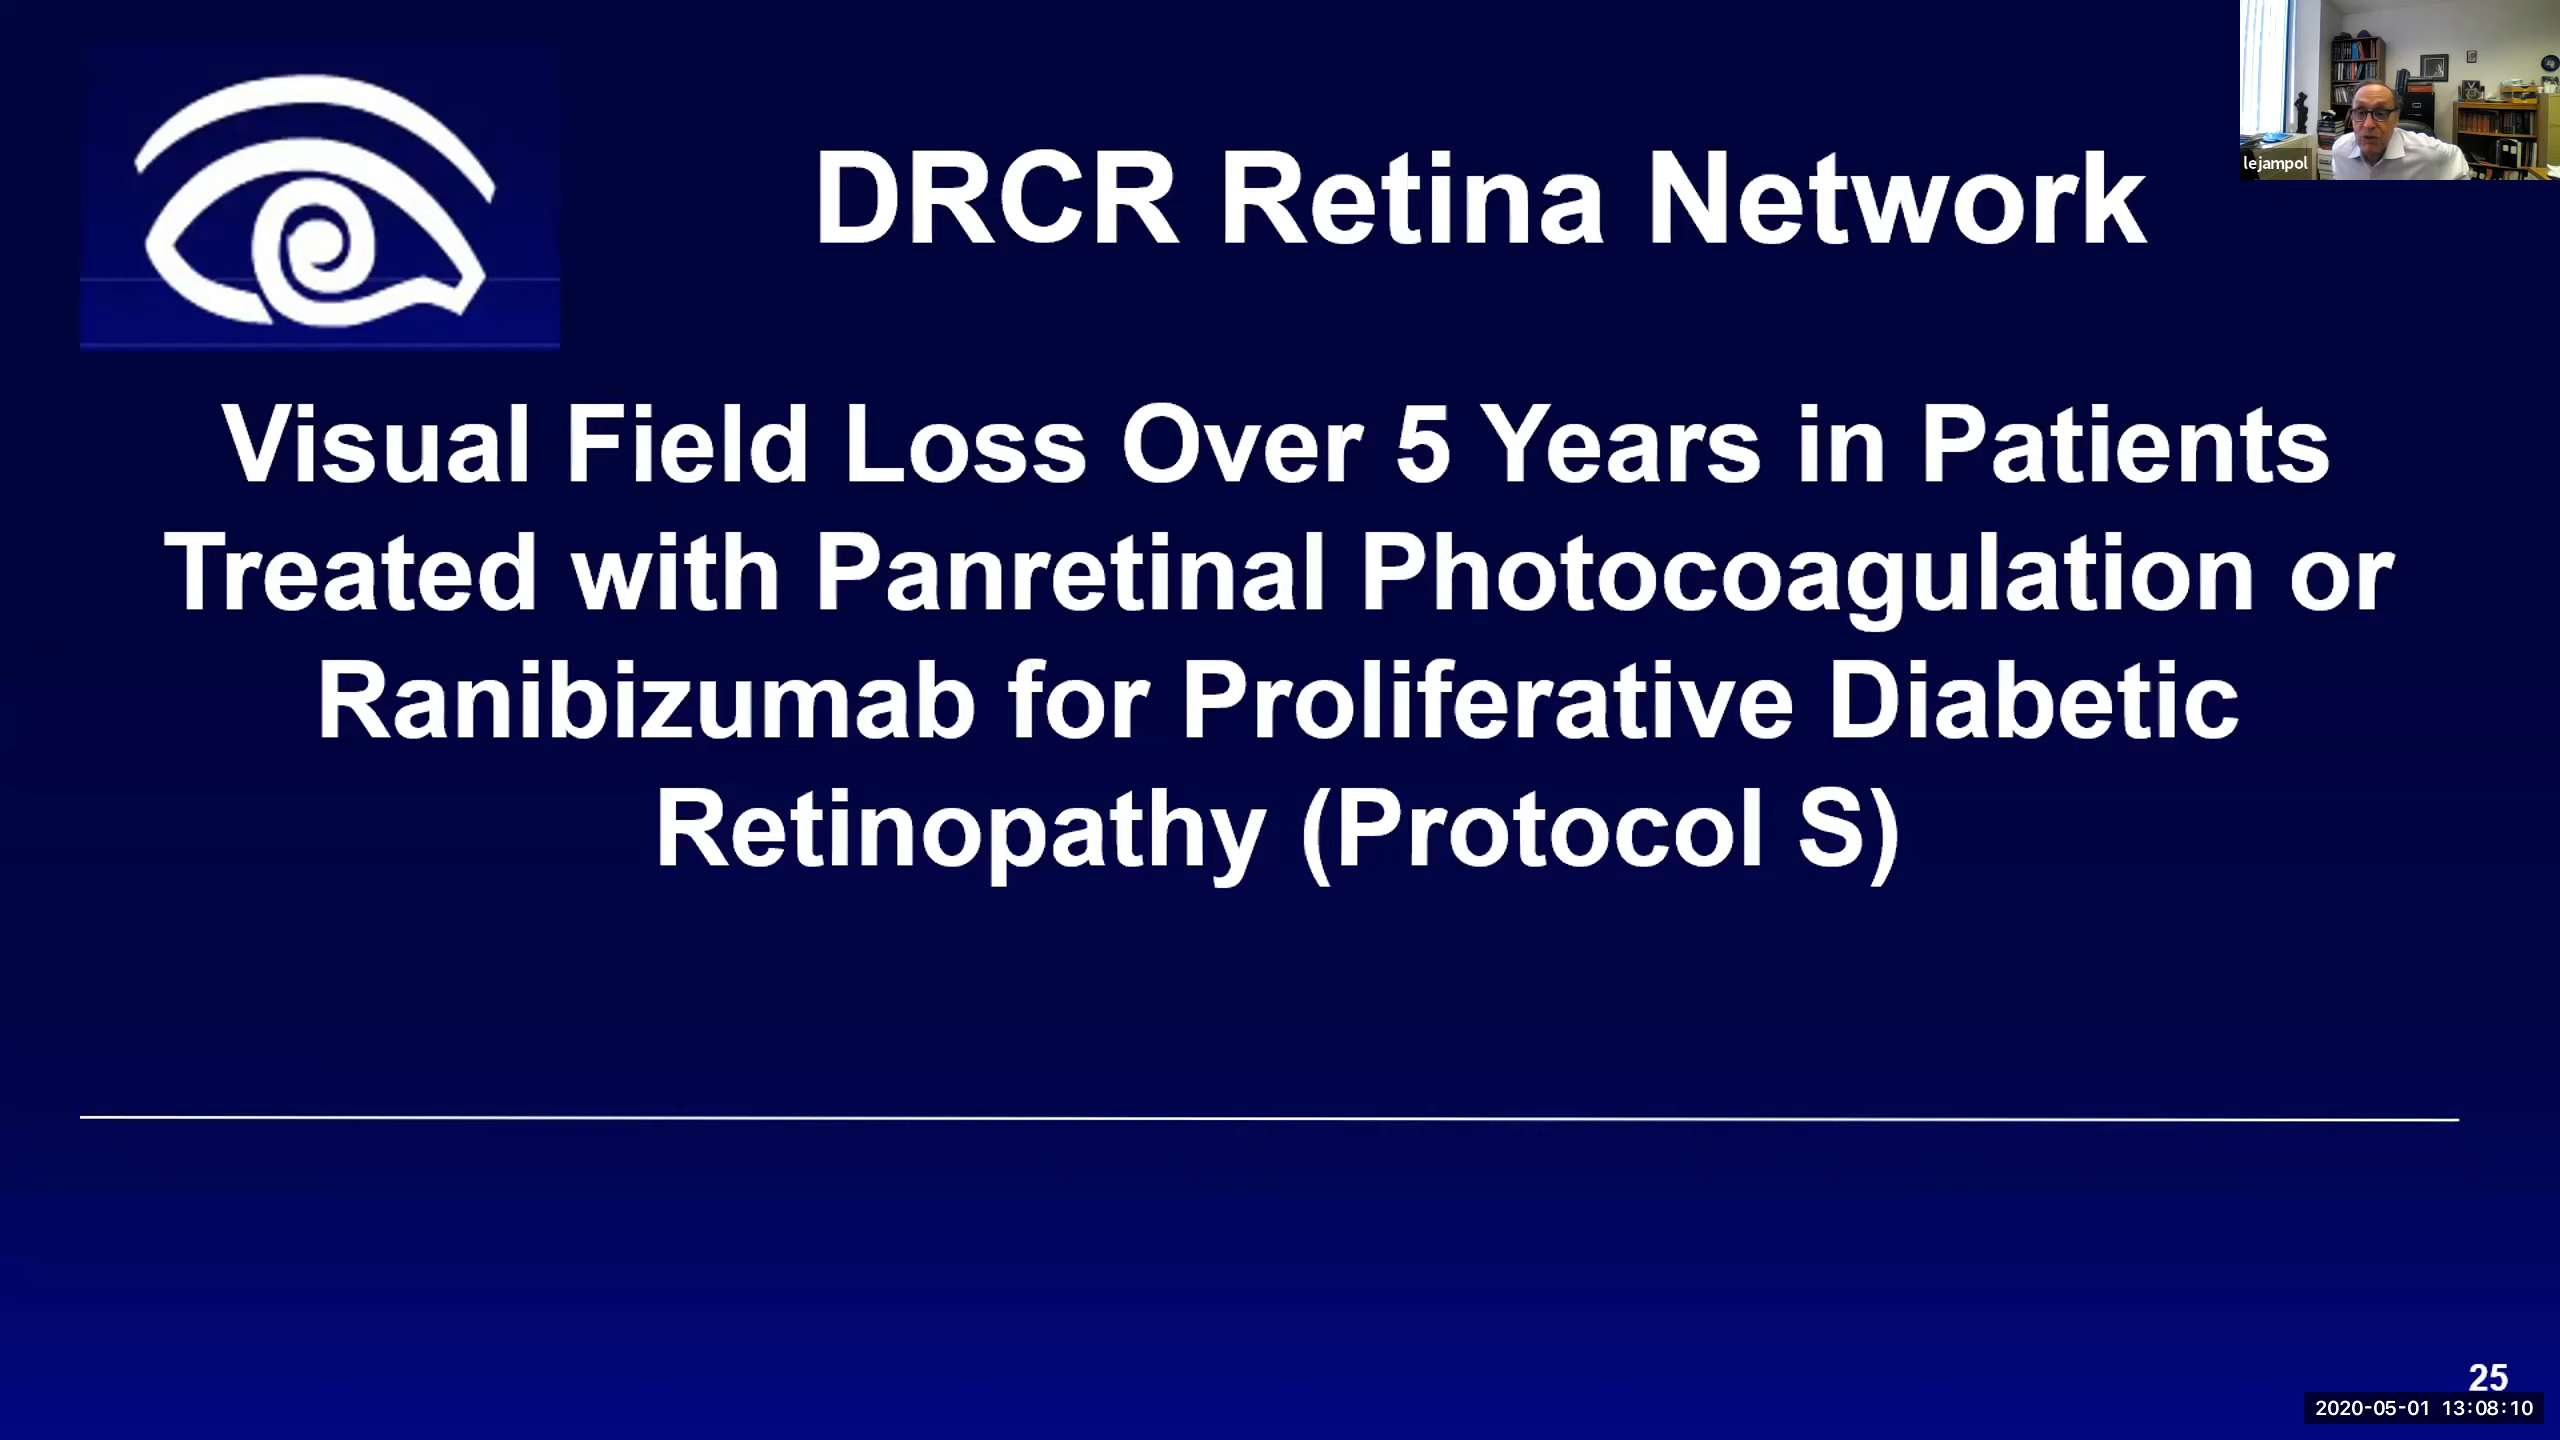 DRCR Retina Network
lejampol
Visual Field Loss Over 5 Years in Patients
Treated with Panretinal Photocoagulation or
Ranibizumab for Proliferative Diabetic
Retinopathy (Protocol S)
25
2020-05-01 13:08:10